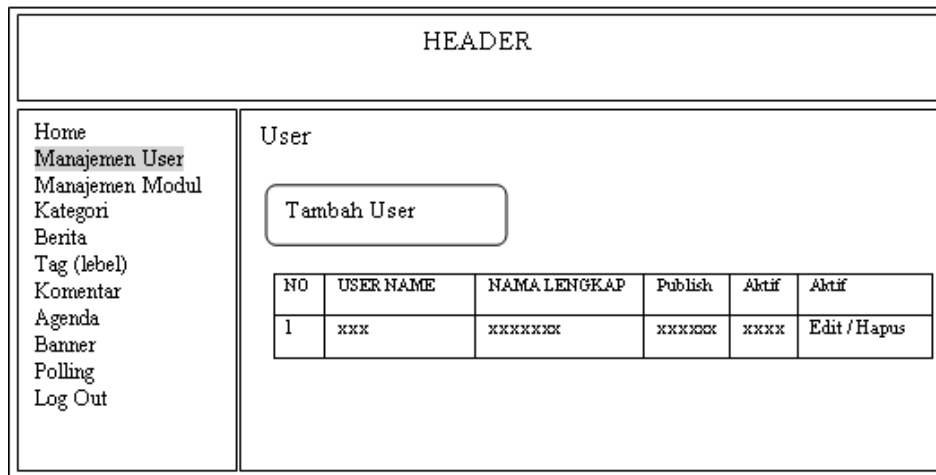 HEADER
Home
Manajemen User
Manajemen Modul
Kategori
Berita
Tag (lebel)
Komentar
Agenda
Banner
Polling
Log Out
User
Tambah User
NO USER NAME NAMA LENGKAP Publish Aktif Aktif
1 xxx xxxxxxx xxxxxx xxxx Edit / Hapus